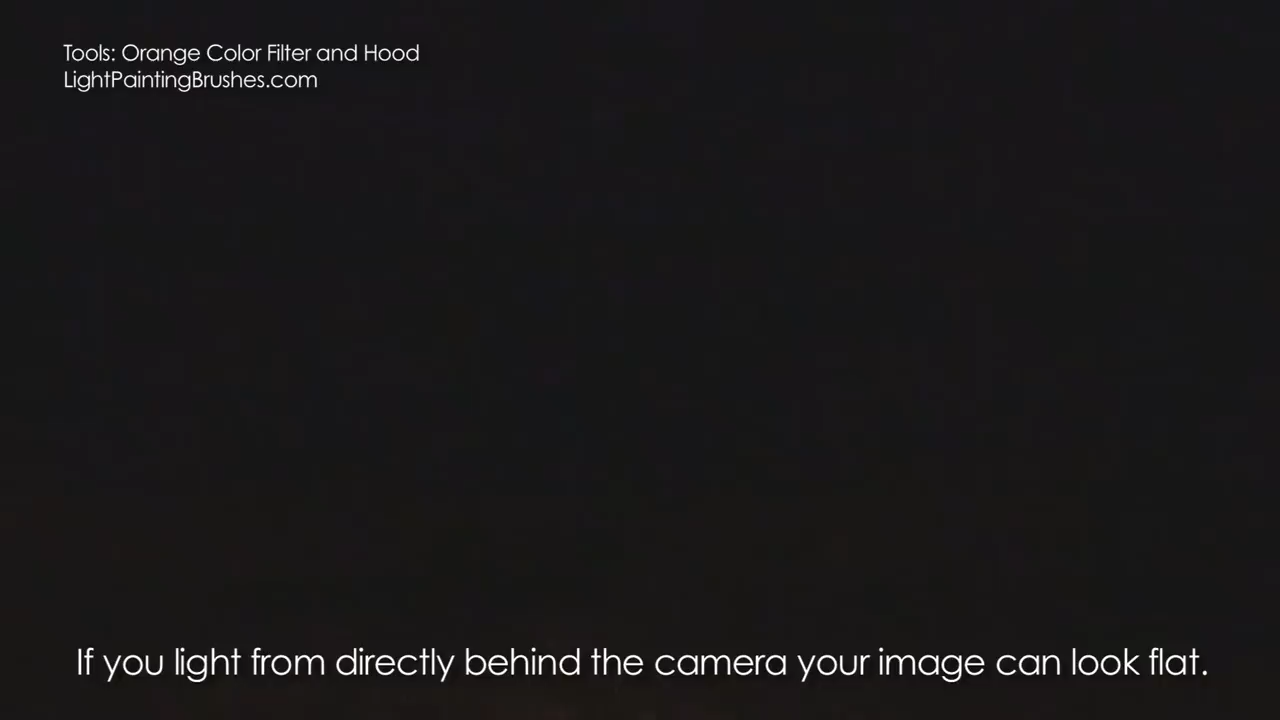 Tools: Orange Color Filter and Hood
LightPaintingBrushes.com
If you light from directly behind the camera your image can look flat.